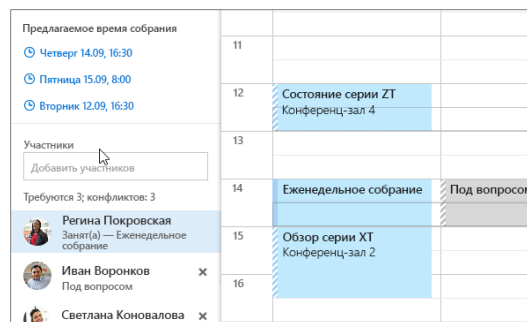 Предлагаемое время собрания
Четверг 14.09, 16:30
Пятница 15.09, 8:00
Вторник 12.09, 16:30
Участники
Добавить участников
Требуются 3; конфликтов: 3
Регина Покровская
Занят(а) — Еженедельное
собрание
Иван Воронков
Под вопросом
Светлана Коновалова
11
12
Состояние серии ZT
Конференц-зал 4
13
14
Еженедельное собрание
Под вопросом
15
Обзор серии XT
Конференц-зал 2
16